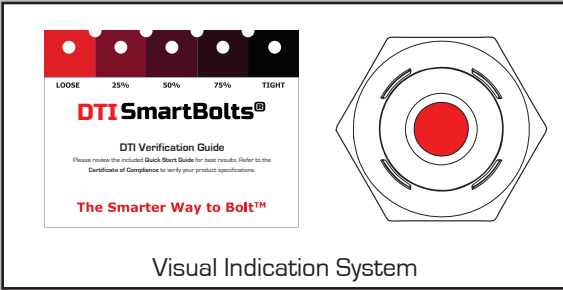 LOOSE 25% 50% 75% TIGHT
DTI SmartBolts®
DTI Verification Guide
Please review the included Quick Start Guide for best results. Refer to the
Certificate of Compliance to verify your product specifications.
The Smarter Way to Bolt™
Visual Indication System